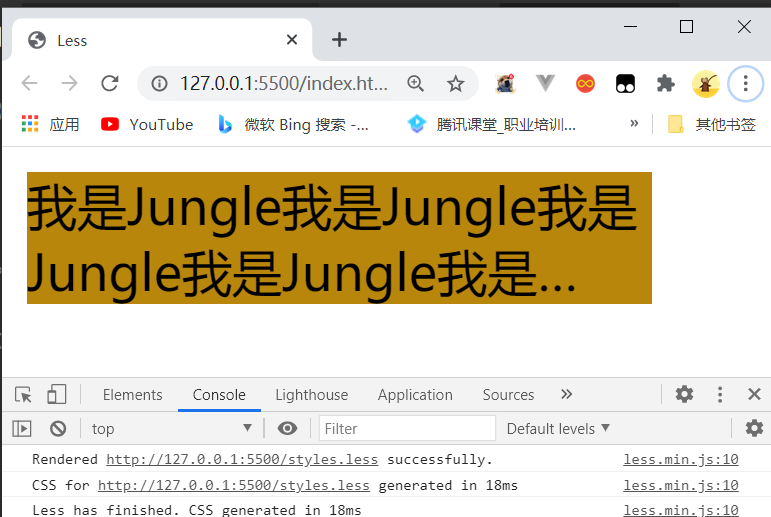 Less
127.0.0.1:5500/index.ht...
应用 YouTube 微软 Bing 搜索 -... 腾讯课堂_职业培训... » 其他书签
我是Jungle我是Jungle我是
Jungle我是Jungle我是...
Elements Console Lighthouse Application Sources »
top Filter Default levels
Rendered http://127.0.0.1:5500/styles.less successfully. less.min.js:10
CSS for http://127.0.0.1:5500/styles.less generated in 18ms less.min.js:10
Less has finished. CSS generated in 18ms less.min.js:10